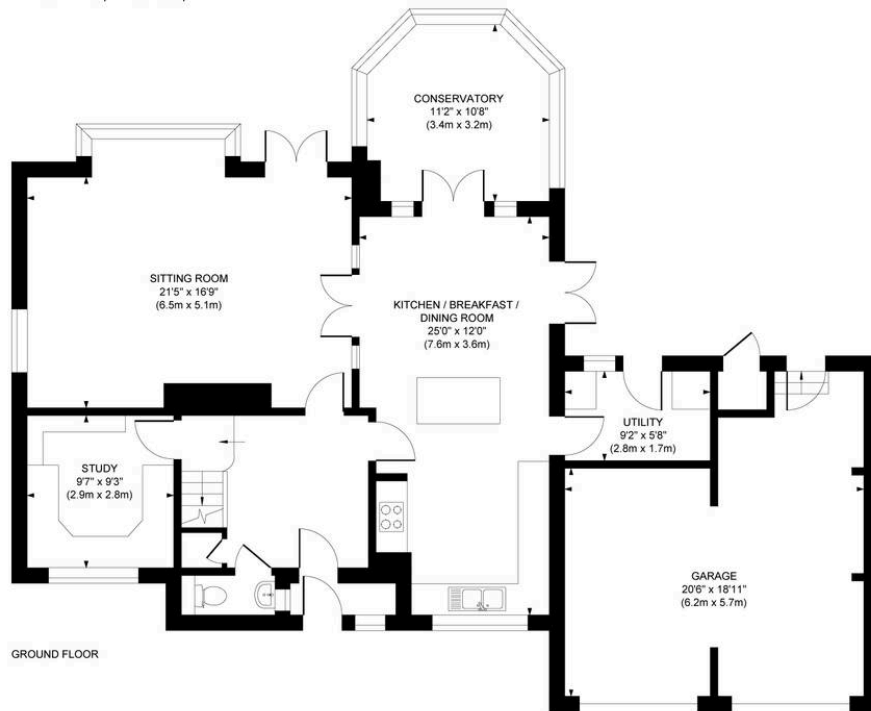 CONSERVATORY
11'2" x 10'8"
(3.4m x 3.2m)
SITTING ROOM
21'5" x 16'9"
(6.5m x 5.1m)
KITCHEN / BREAKFAST /
DINING ROOM
25'0" x 12'0"
(7.6m x 3.6m)
UTILITY
9'2" x 5'8"
(2.8m x 1.7m)
STUDY
9'7" x 9'3"
(2.9m x 2.8m)
GARAGE
20'6" x 18'11"
(6.2m x 5.7m)
GROUND FLOOR